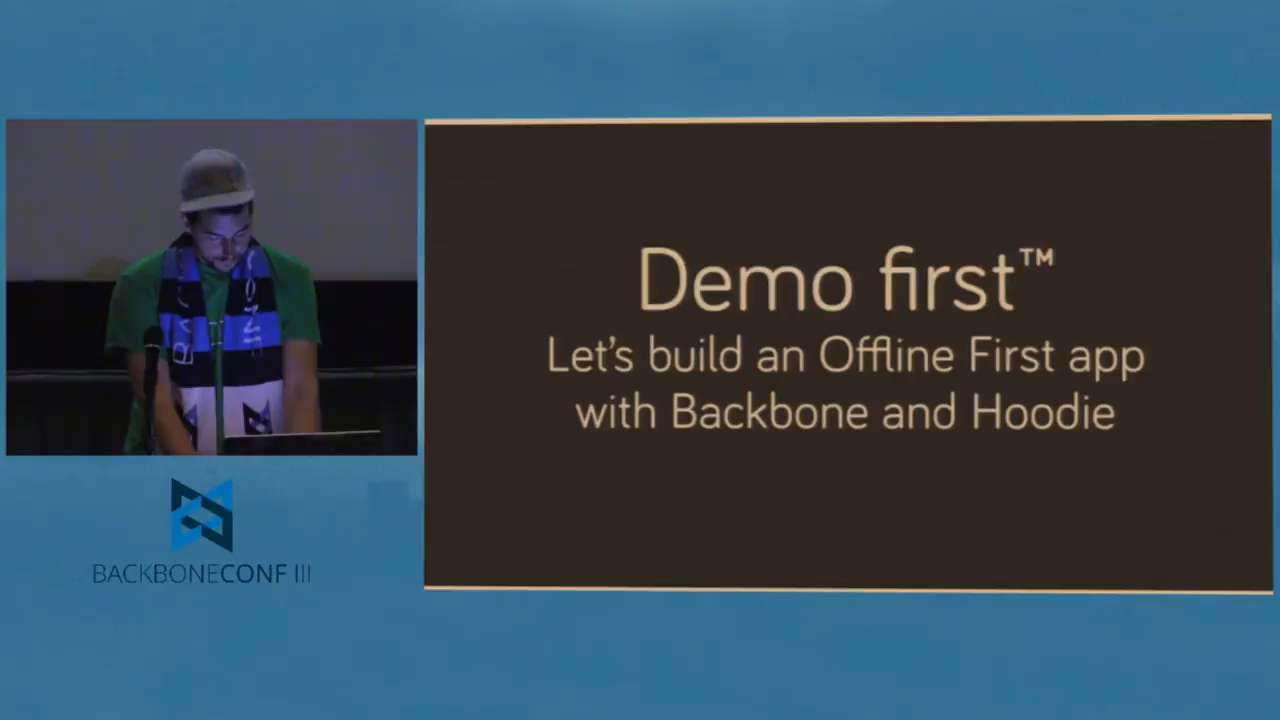 Demo first™
Let's build an Offline First app
with Backbone and Hoodie
BACKBONECONF III